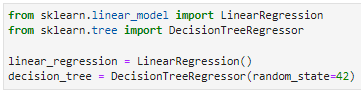 from sklearn.linear_model import LinearRegression
from sklearn.tree import DecisionTreeRegressor
linear_regression = LinearRegression()
decision_tree = DecisionTreeRegressor(random_state=42)